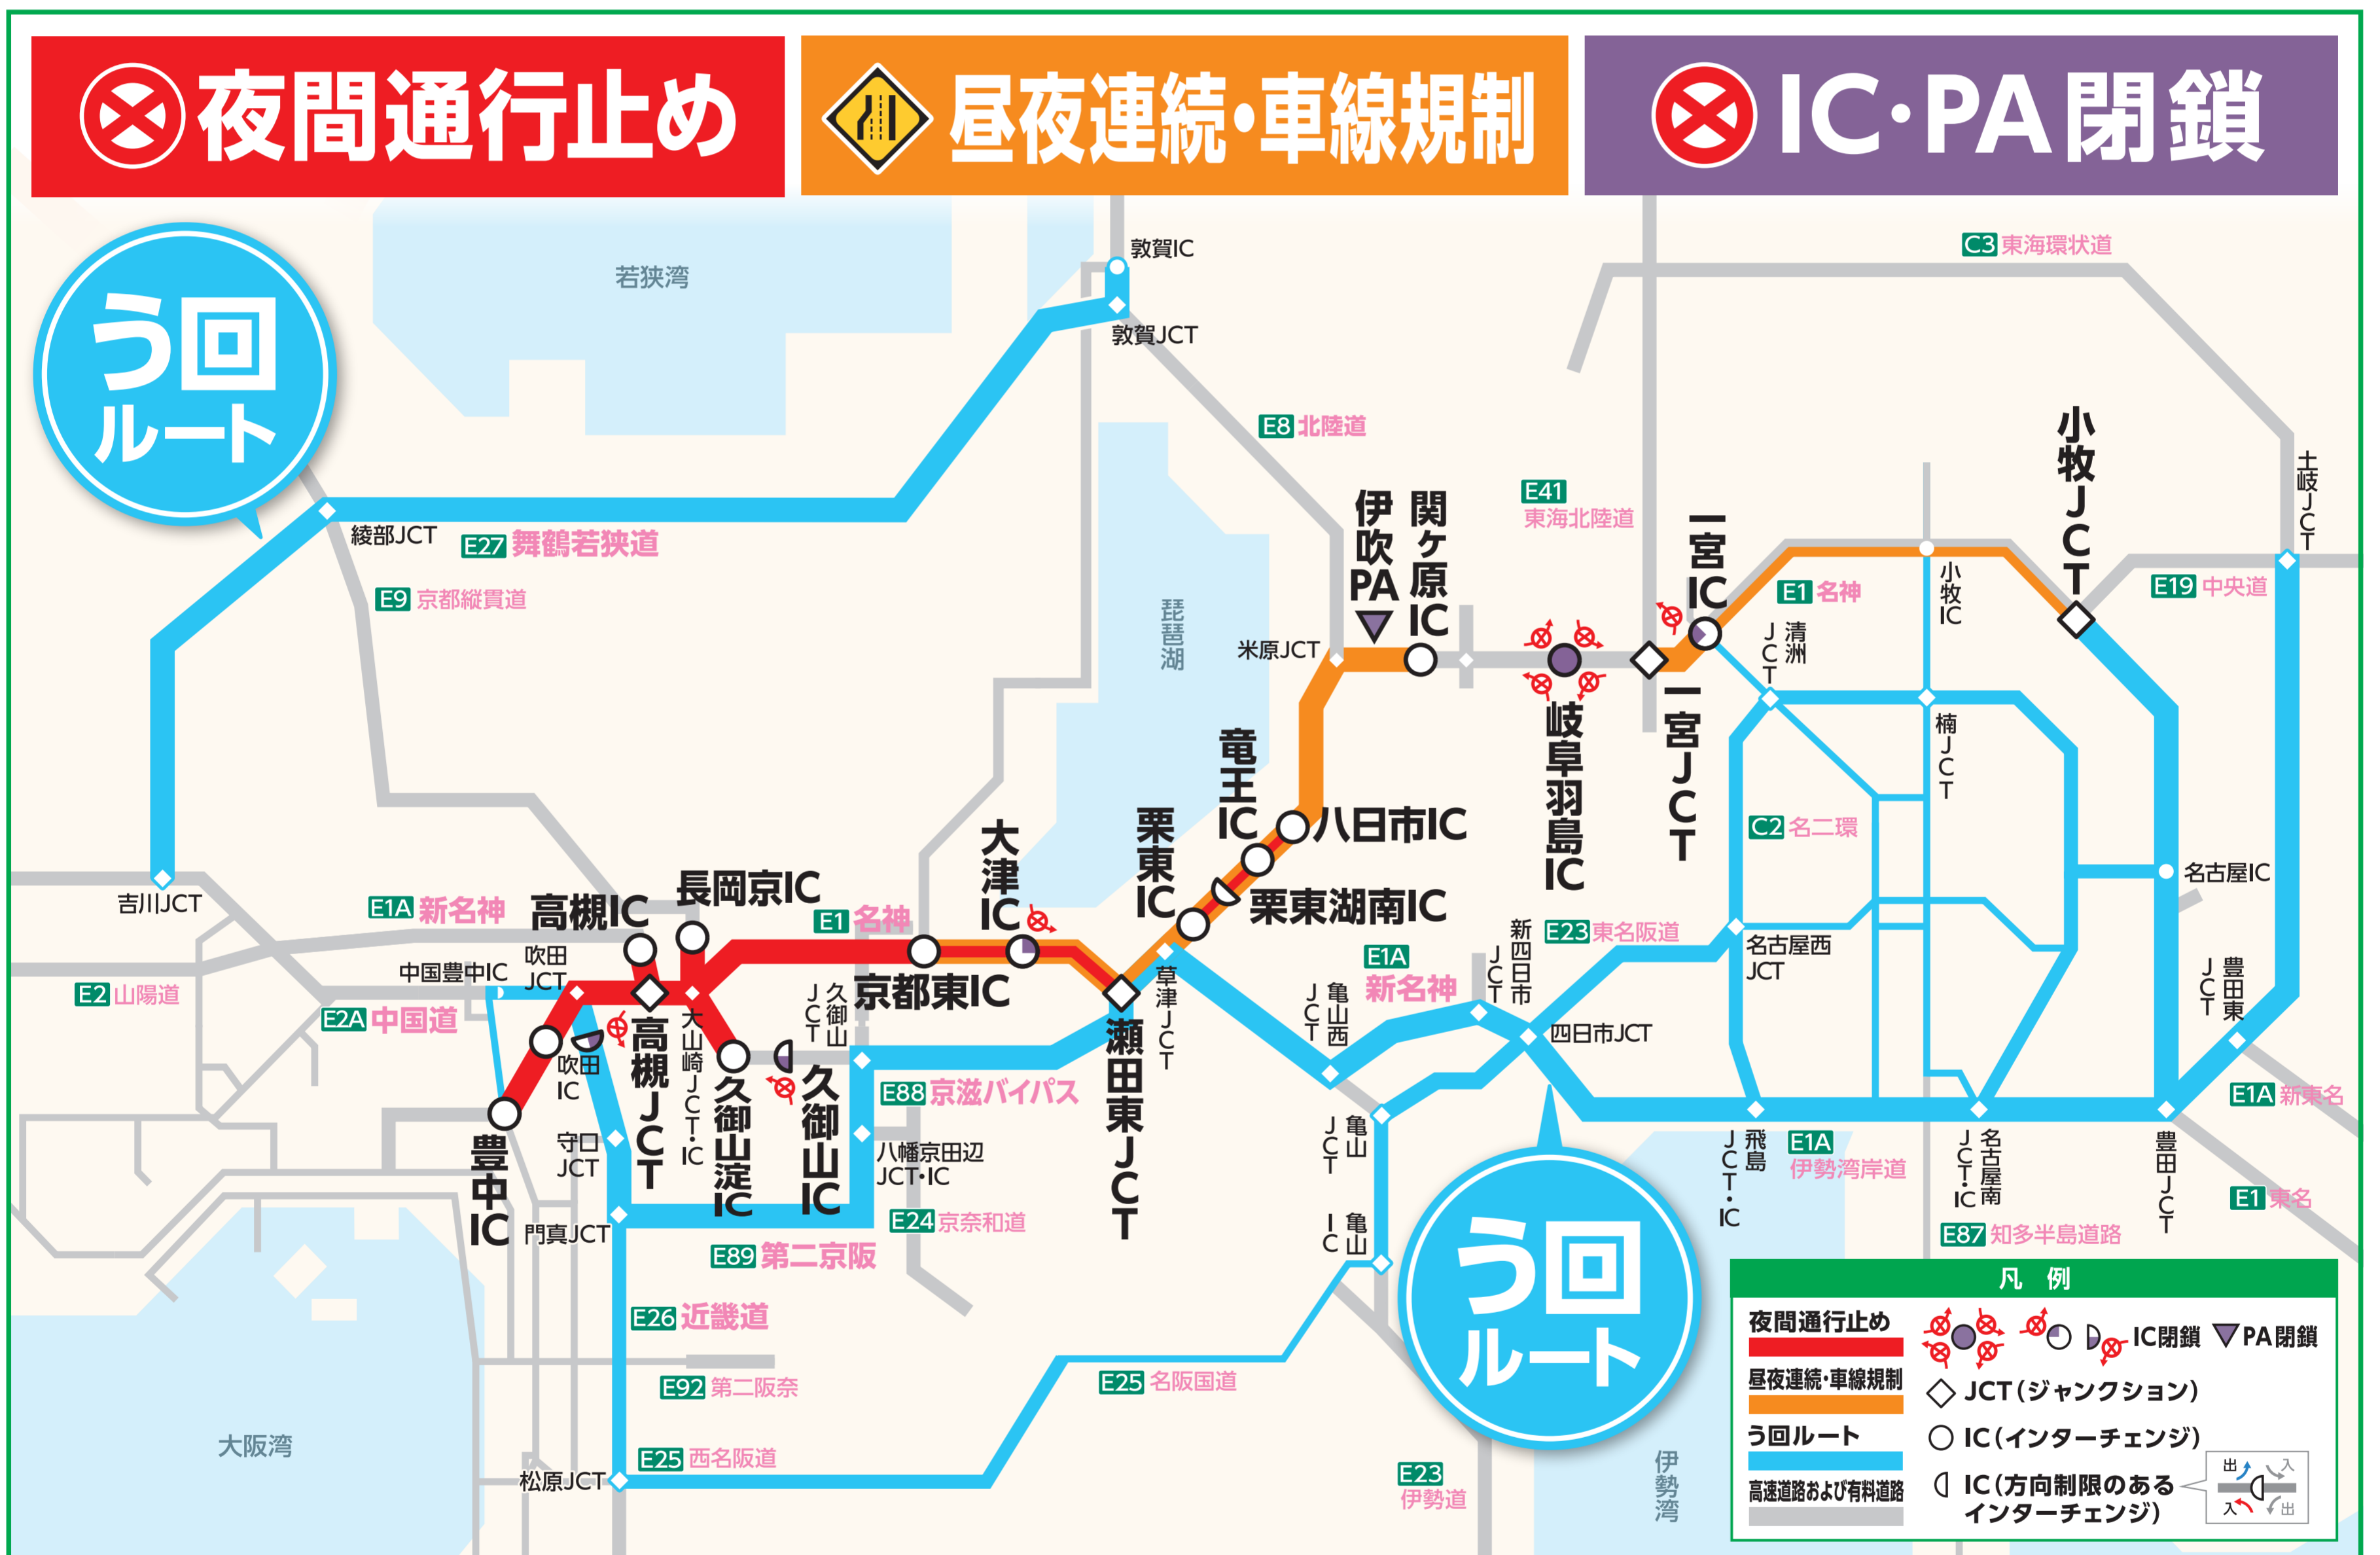 夜間通行止め
昼夜連続・車線規制
IC・PA閉鎖
う回
ルート
若狭湾
敦賀IC
敦賀JCT
C3 東海環状道
E8 北陸道
綾部JCT
E27 舞鶴若狭道
E9 京都縦貫道
琵琶湖
米原JCT
伊吹PA
関ヶ原IC
E41
東海北陸道
一宮IC
E1 名神
小牧IC
小牧JCT
土岐JCT
E19 中央道
清洲JCT
岐阜羽島IC
一宮JCT
楠JCT
C2 名二環
名古屋IC
竜王IC
八日市IC
栗東IC
栗東湖南IC
大津IC
吉川JCT
E1A 新名神
高槻IC
長岡京IC
E1 名神
京都東IC
中国豊中IC
吹田
JCT
E2 山陽道
E2A 中国道
吹田
IC
高槻JCT
大山崎JCT・IC
久御山淀IC
久御山IC
久御山JCT
瀬田東JCT
草津JCT
E88 京滋バイパス
豊中IC
守口
JCT
門真JCT
八幡京田辺
JCT・IC
E24 京奈和道
E89 第二京阪
E26 近畿道
E92 第二阪奈
E25 西名阪道
松原JCT
大阪湾
E25 名阪国道
亀山西JCT
E1A
新名神
新四日市JCT
E23 東名阪道
四日市JCT
亀山JCT
亀山IC
名古屋西
JCT
豊田東JCT
E1A 新東名
飛島JCT・IC
E1A
伊勢湾岸道
名古屋南JCT・IC
豊田JCT
E1 東名
E87 知多半島道路
う回
ルート
E23
伊勢道
伊勢湾
凡 例
夜間通行止め
昼夜連続・車線規制
う回ルート
高速道路および有料道路
IC閉鎖
PA閉鎖
JCT(ジャンクション)
IC(インターチェンジ)
IC(方向制限のある
インターチェンジ)
出 入
入 出